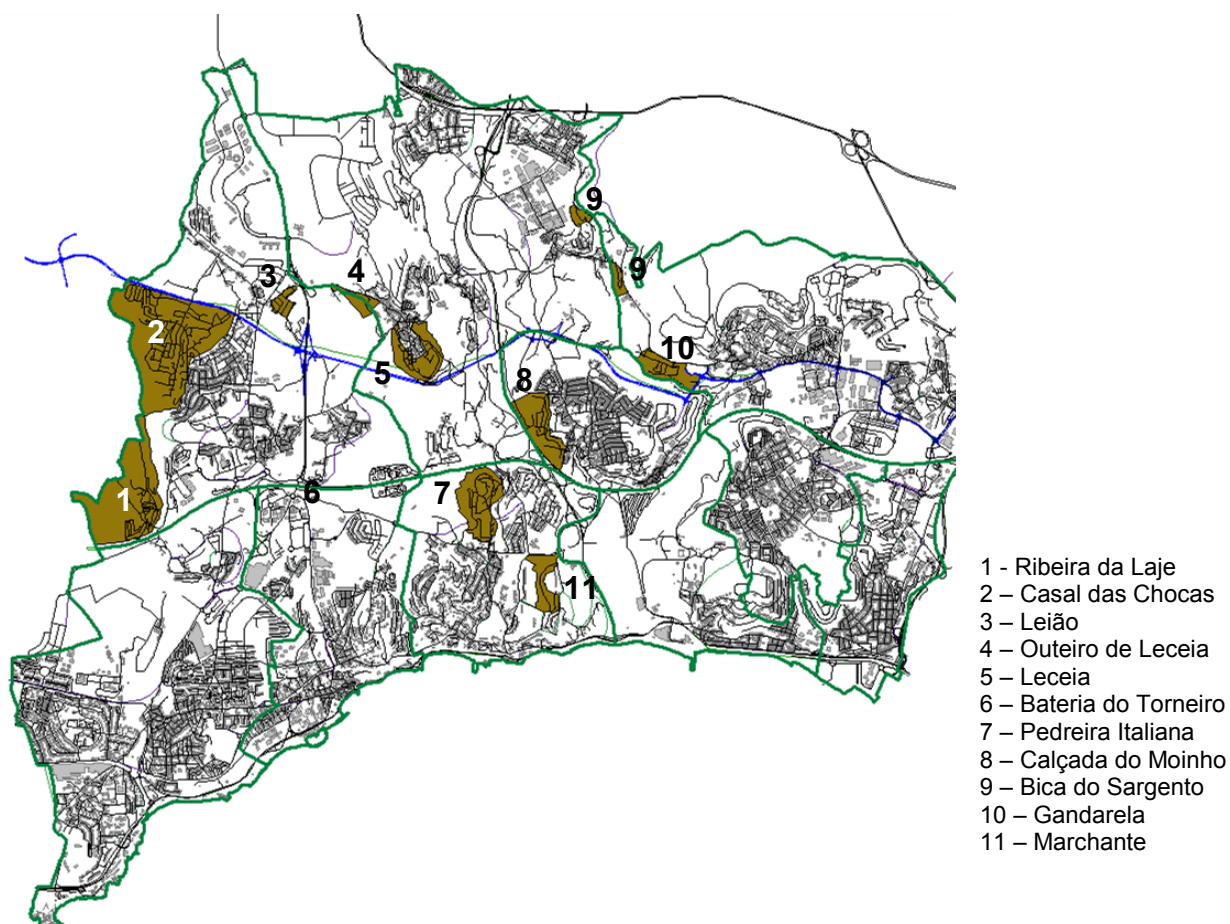 9
3
4
9
2
10
5
8
1
6
7
11
1 - Ribeira da Laje
2 – Casal das Chocas
3 – Leião
4 – Outeiro de Leceia
5 – Leceia
6 – Bateria do Torneiro
7 – Pedreira Italiana
8 – Calçada do Moinho
9 – Bica do Sargento
10 – Gandarela
11 – Marchante